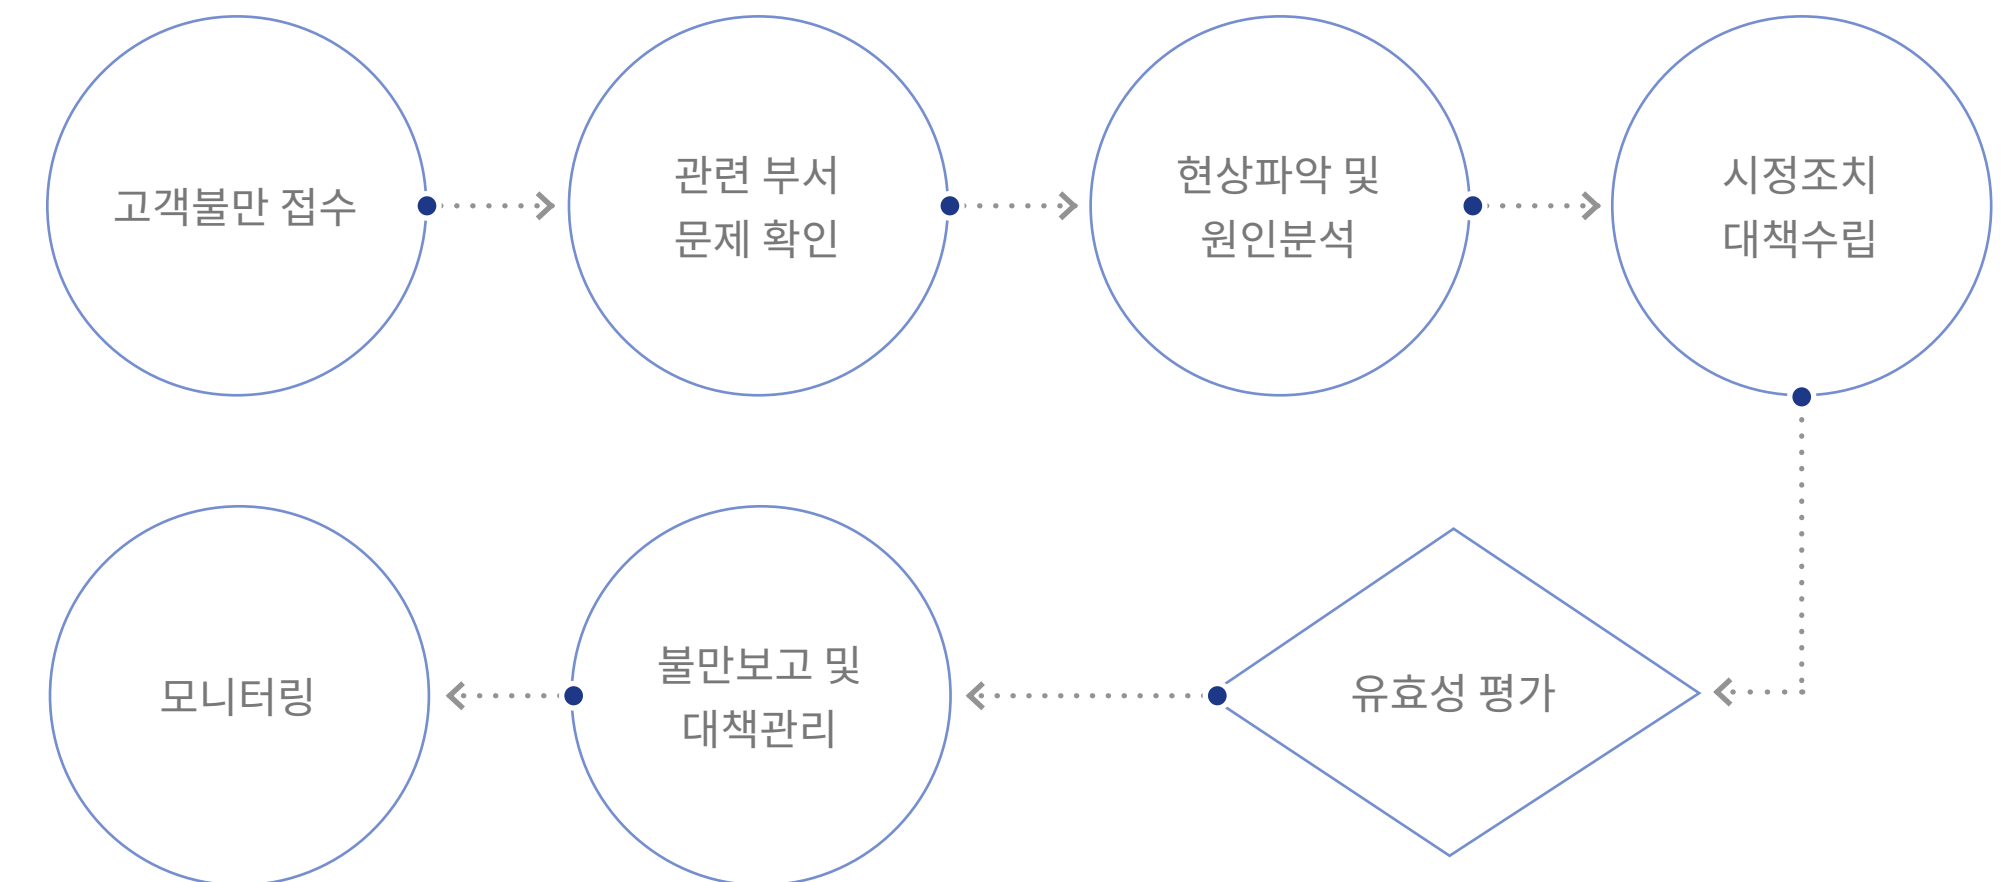 고객불만 접수
관련 부서
문제 확인
현상파악 및
원인분석
시정조치
대책수립
유효성 평가
불만보고 및
대책관리
모니터링